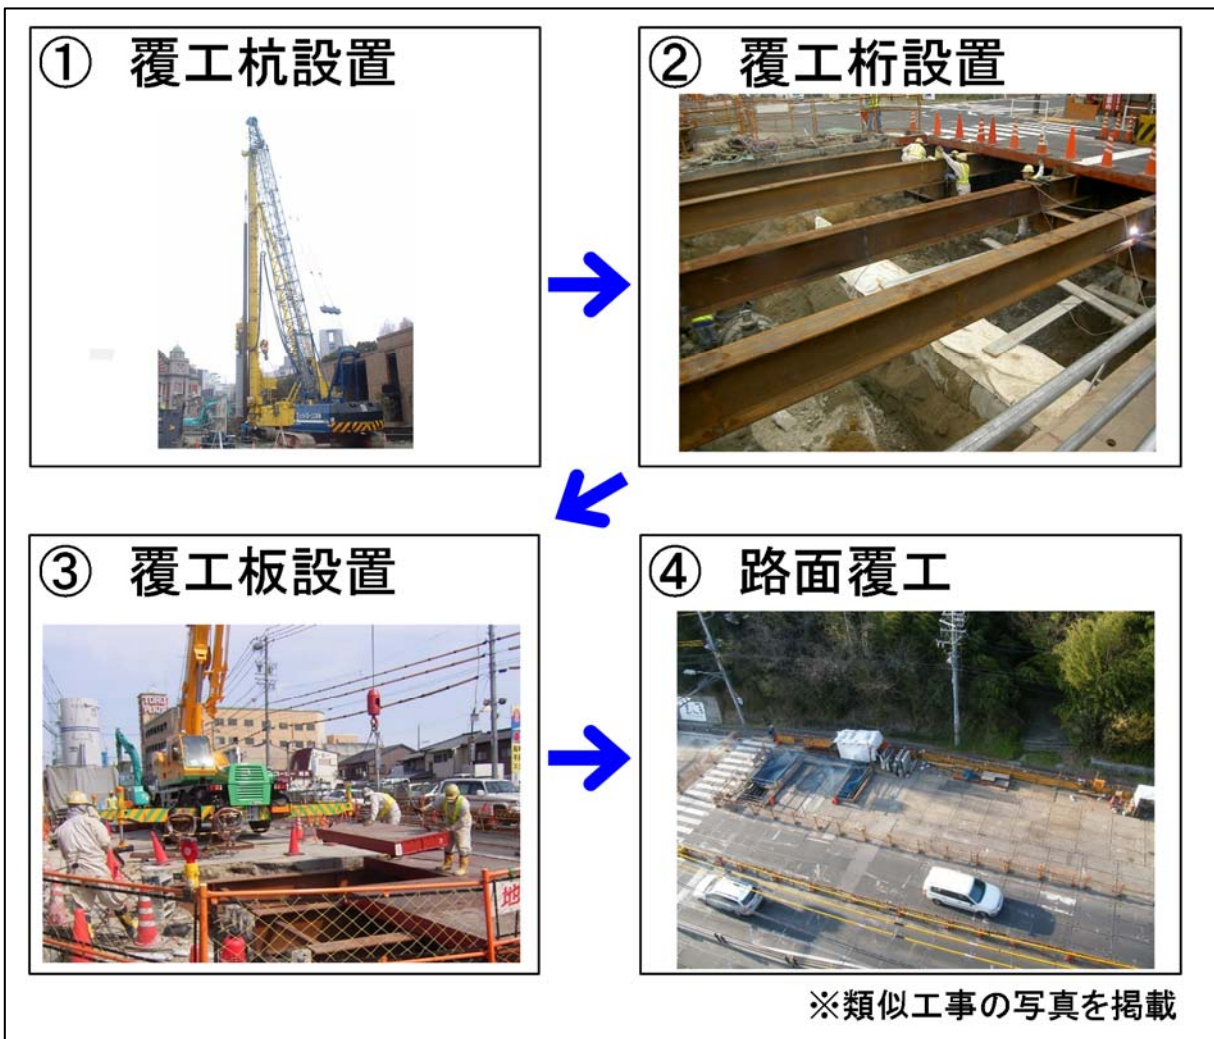 ① 覆工杭設置
② 覆工桁設置
③ 覆工板設置
地
④ 路面覆工
※類似工事の写真を掲載